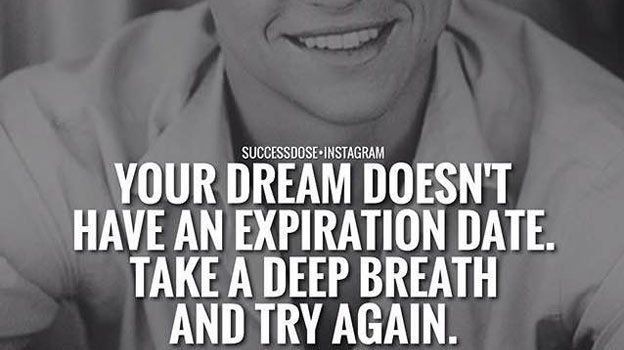 SUCCESSDOSE•INSTAGRAM
YOUR DREAM DOESN'T
HAVE AN EXPIRATION DATE.
TAKE A DEEP BREATH
AND TRY AGAIN.